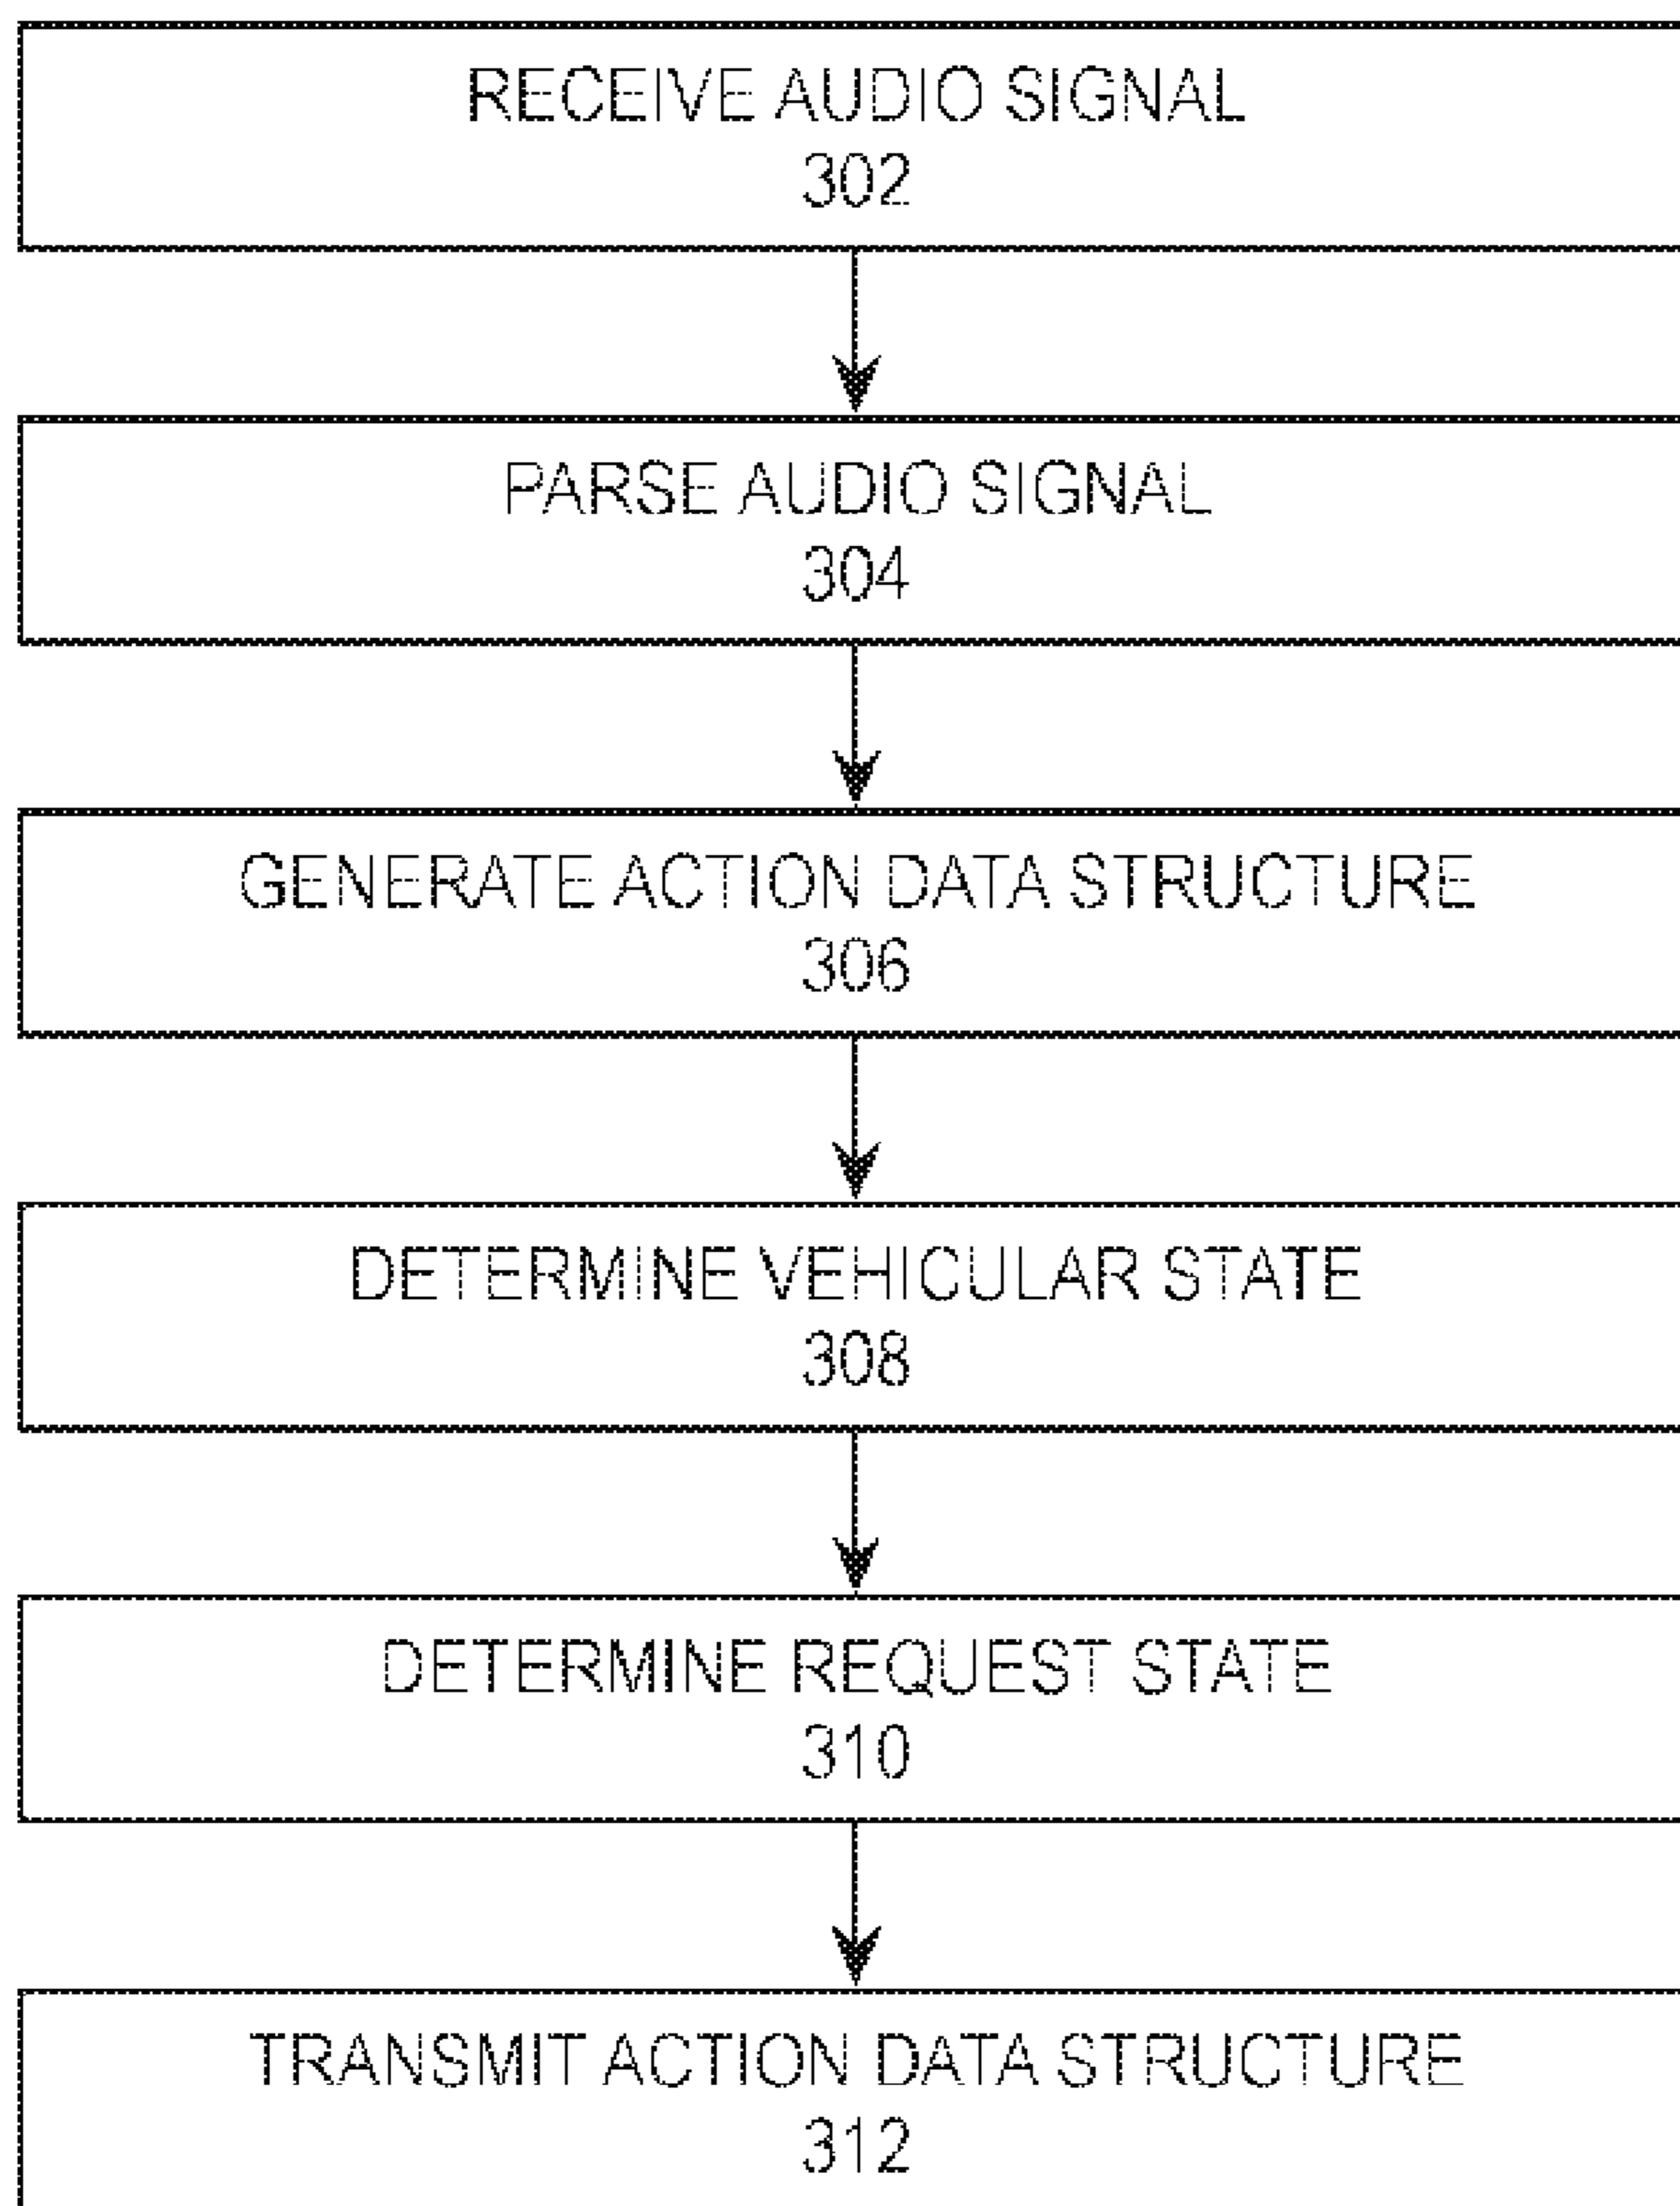 RECEIVE AUDIO SIGNAL
302
PARSE AUDIO SIGNAL
304
GENERATE ACTION DATA STRUCTURE
306
DETERMINE VEHICULAR STATE
308
DETERMINE REQUEST STATE
310
TRANSMIT ACTION DATA STRUCTURE
312